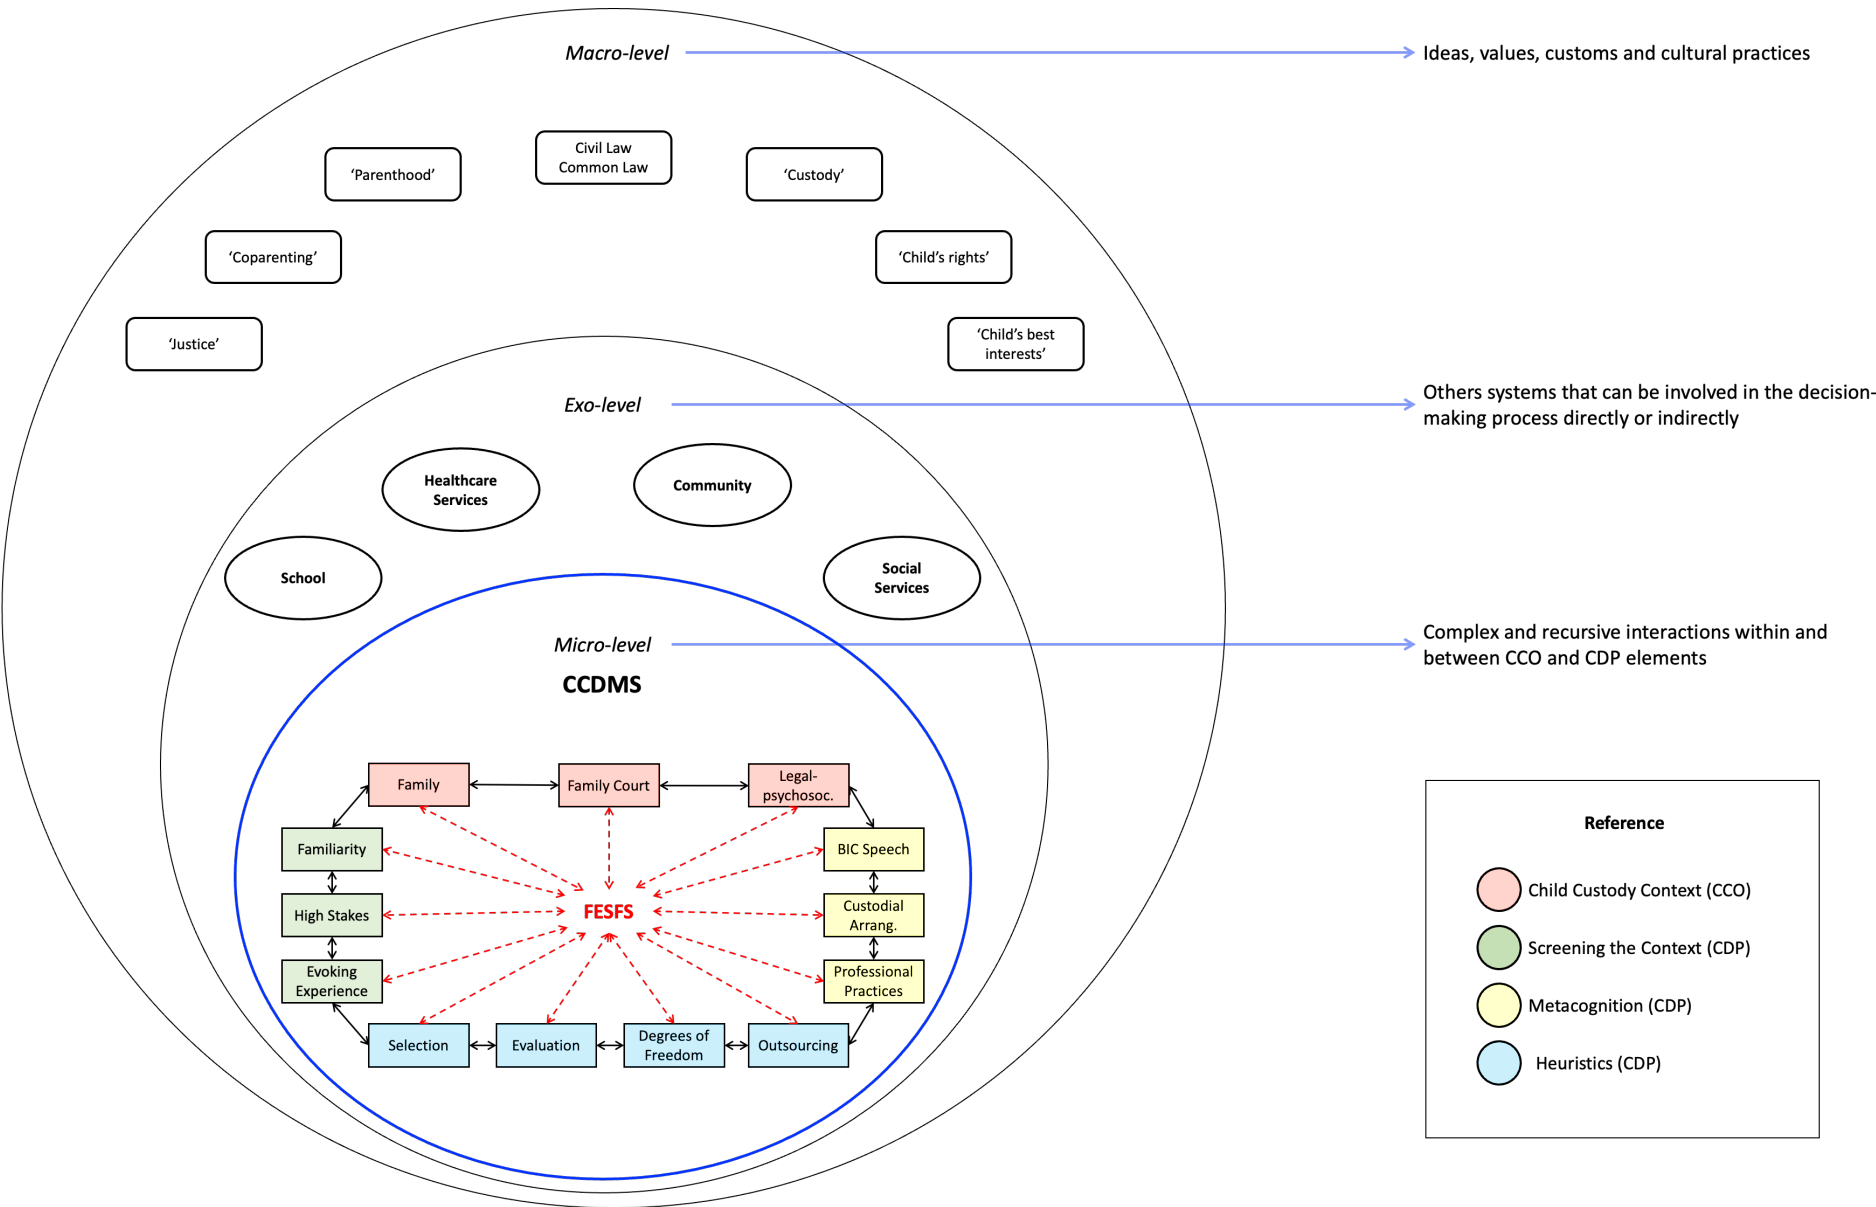 Macro-level
Ideas, values, customs and cultural practices
Civil Law
Common Law
‘Parenthood’
‘Custody’
‘Coparenting’
‘Child’s rights’
‘Justice’
‘Child’s best
interests’
Exo-level
Others systems that can be involved in the decision-
making process directly or indirectly
Healthcare
Services
Community
School
Social
Services
Micro-level
Complex and recursive interactions within and
between CCO and CDP elements
CCDMS
Family
Family Court
Legal-
psychosoc.
Familiarity
BIC Speech
High Stakes
FESFS
Custodial
Arrang.
Evoking
Experience
Professional
Practices
Selection
Evaluation
Degrees of
Freedom
Outsourcing
Reference
Child Custody Context (CCO)
Screening the Context (CDP)
Metacognition (CDP)
Heuristics (CDP)